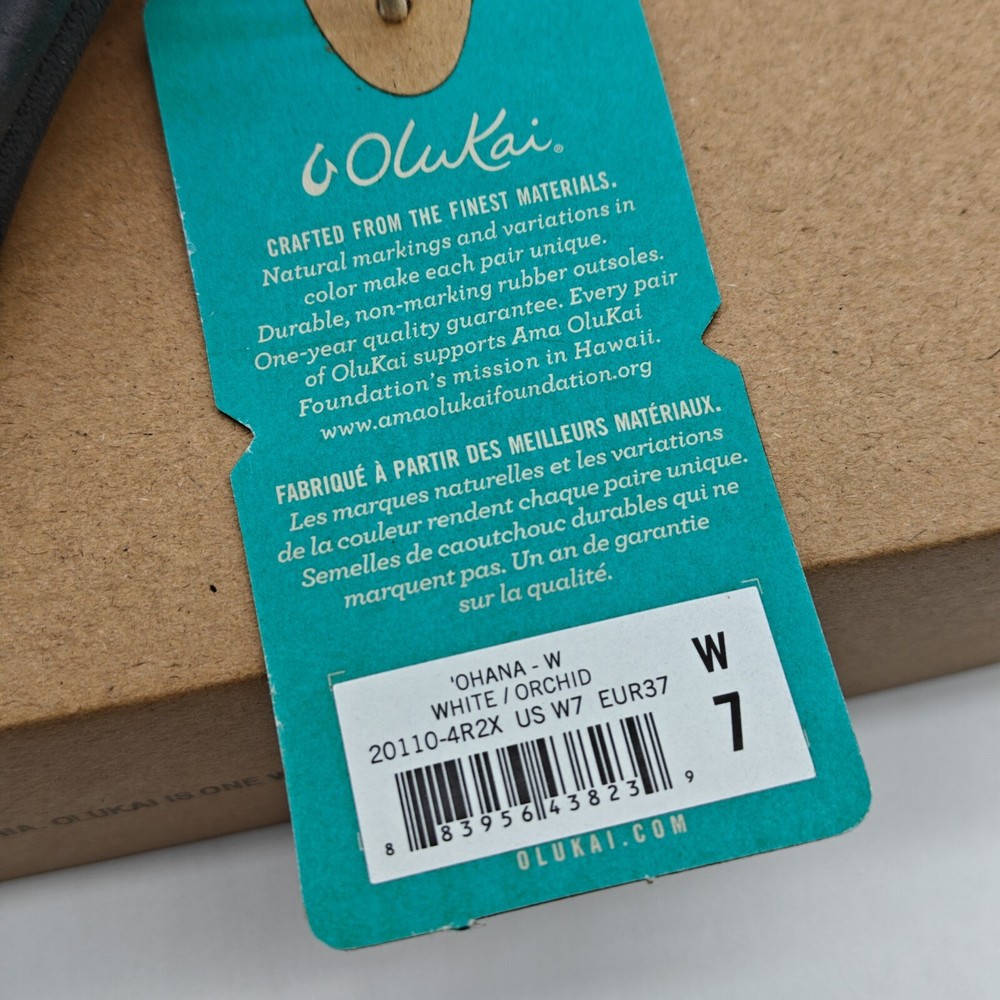 OluKai®
CRAFTED FROM THE FINEST MATERIALS.
Natural markings and variations in
color make each pair unique.
Durable, non-marking rubber outsoles.
One-year quality guarantee. Every pair
of OluKai supports Ama OluKai
Foundation's mission in Hawaii.
www.amaolukaifoundation.org
FABRIQUÉ À PARTIR DES MEILLEURS MATÉRIAUX.
Les marques naturelles et les variations
de la couleur rendent chaque paire unique.
Semelles de caoutchouc durables qui ne
marquent pas. Un an de garantie
sur la qualité.
'OHANA - W
WHITE / ORCHID
20110-4R2X US W7 EUR37
W
7
8 83956 43823 9
OLUKAI.COM
OLUKAI IS ONE